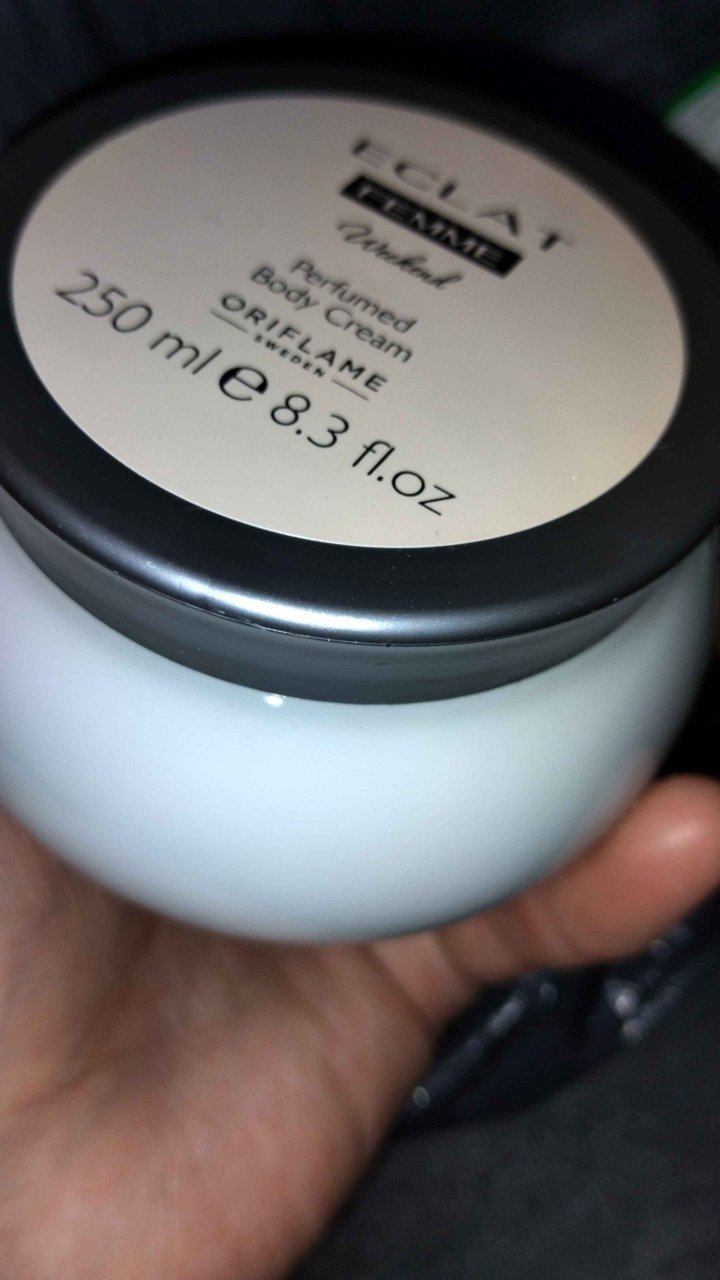 ECLAT
FEMME
Weekend
Perfumed
Body Cream
ORIFLAME
SWEDEN
250 ml e 8.3 fl.oz